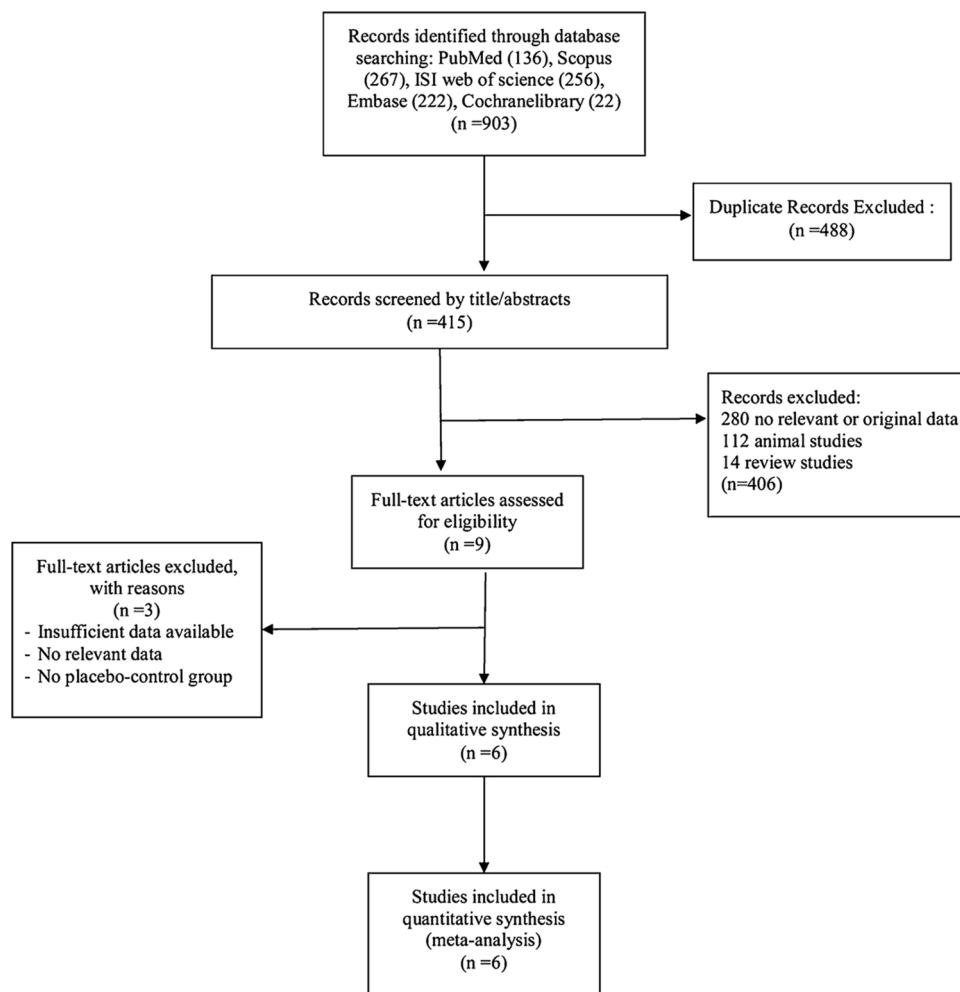 Records identified through database
searching: PubMed (136), Scopus
(267), ISI web of science (256),
Embase (222), Cochranelibrary (22)
(n =903)
Duplicate Records Excluded :
(n =488)
Records screened by title/abstracts
(n =415)
Records excluded:
280 no relevant or original data
112 animal studies
14 review studies
(n=406)
Full-text articles assessed
for eligibility
(n =9)
Full-text articles excluded,
with reasons
(n =3)
- Insufficient data available
- No relevant data
- No placebo-control group
Studies included in
qualitative synthesis
(n =6)
Studies included in
quantitative synthesis
(meta-analysis)
(n =6)